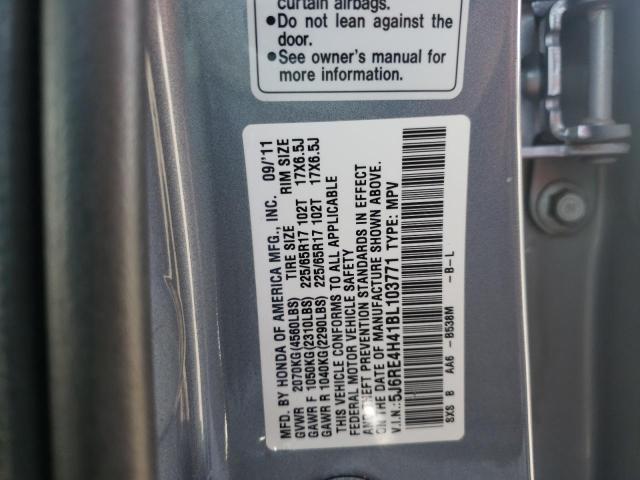 curtain airbags.
●Do not lean against the
door.
●See owner's manual for
more information.
MFD. BY HONDA OF AMERICA MFG., INC. 09/'11
TIRE SIZE RIM SIZE
GVWR 2070KG(4560LBS)
GAWR F 1050KG(2310LBS) 225/65R17 102T 17X6.5J
GAWR R 1040KG(2290LBS) 225/65R17 102T 17X6.5J
THIS VEHICLE CONFORMS TO ALL APPLICABLE
FEDERAL MOTOR VEHICLE SAFETY
AND THEFT PREVENTION STANDARDS IN EFFECT
ON THE DATE OF MANUFACTURE SHOWN ABOVE.
V.I.N.:5J6RE4H41BL103771 TYPE: MPV
SXS B AA6 -B538M -B-L